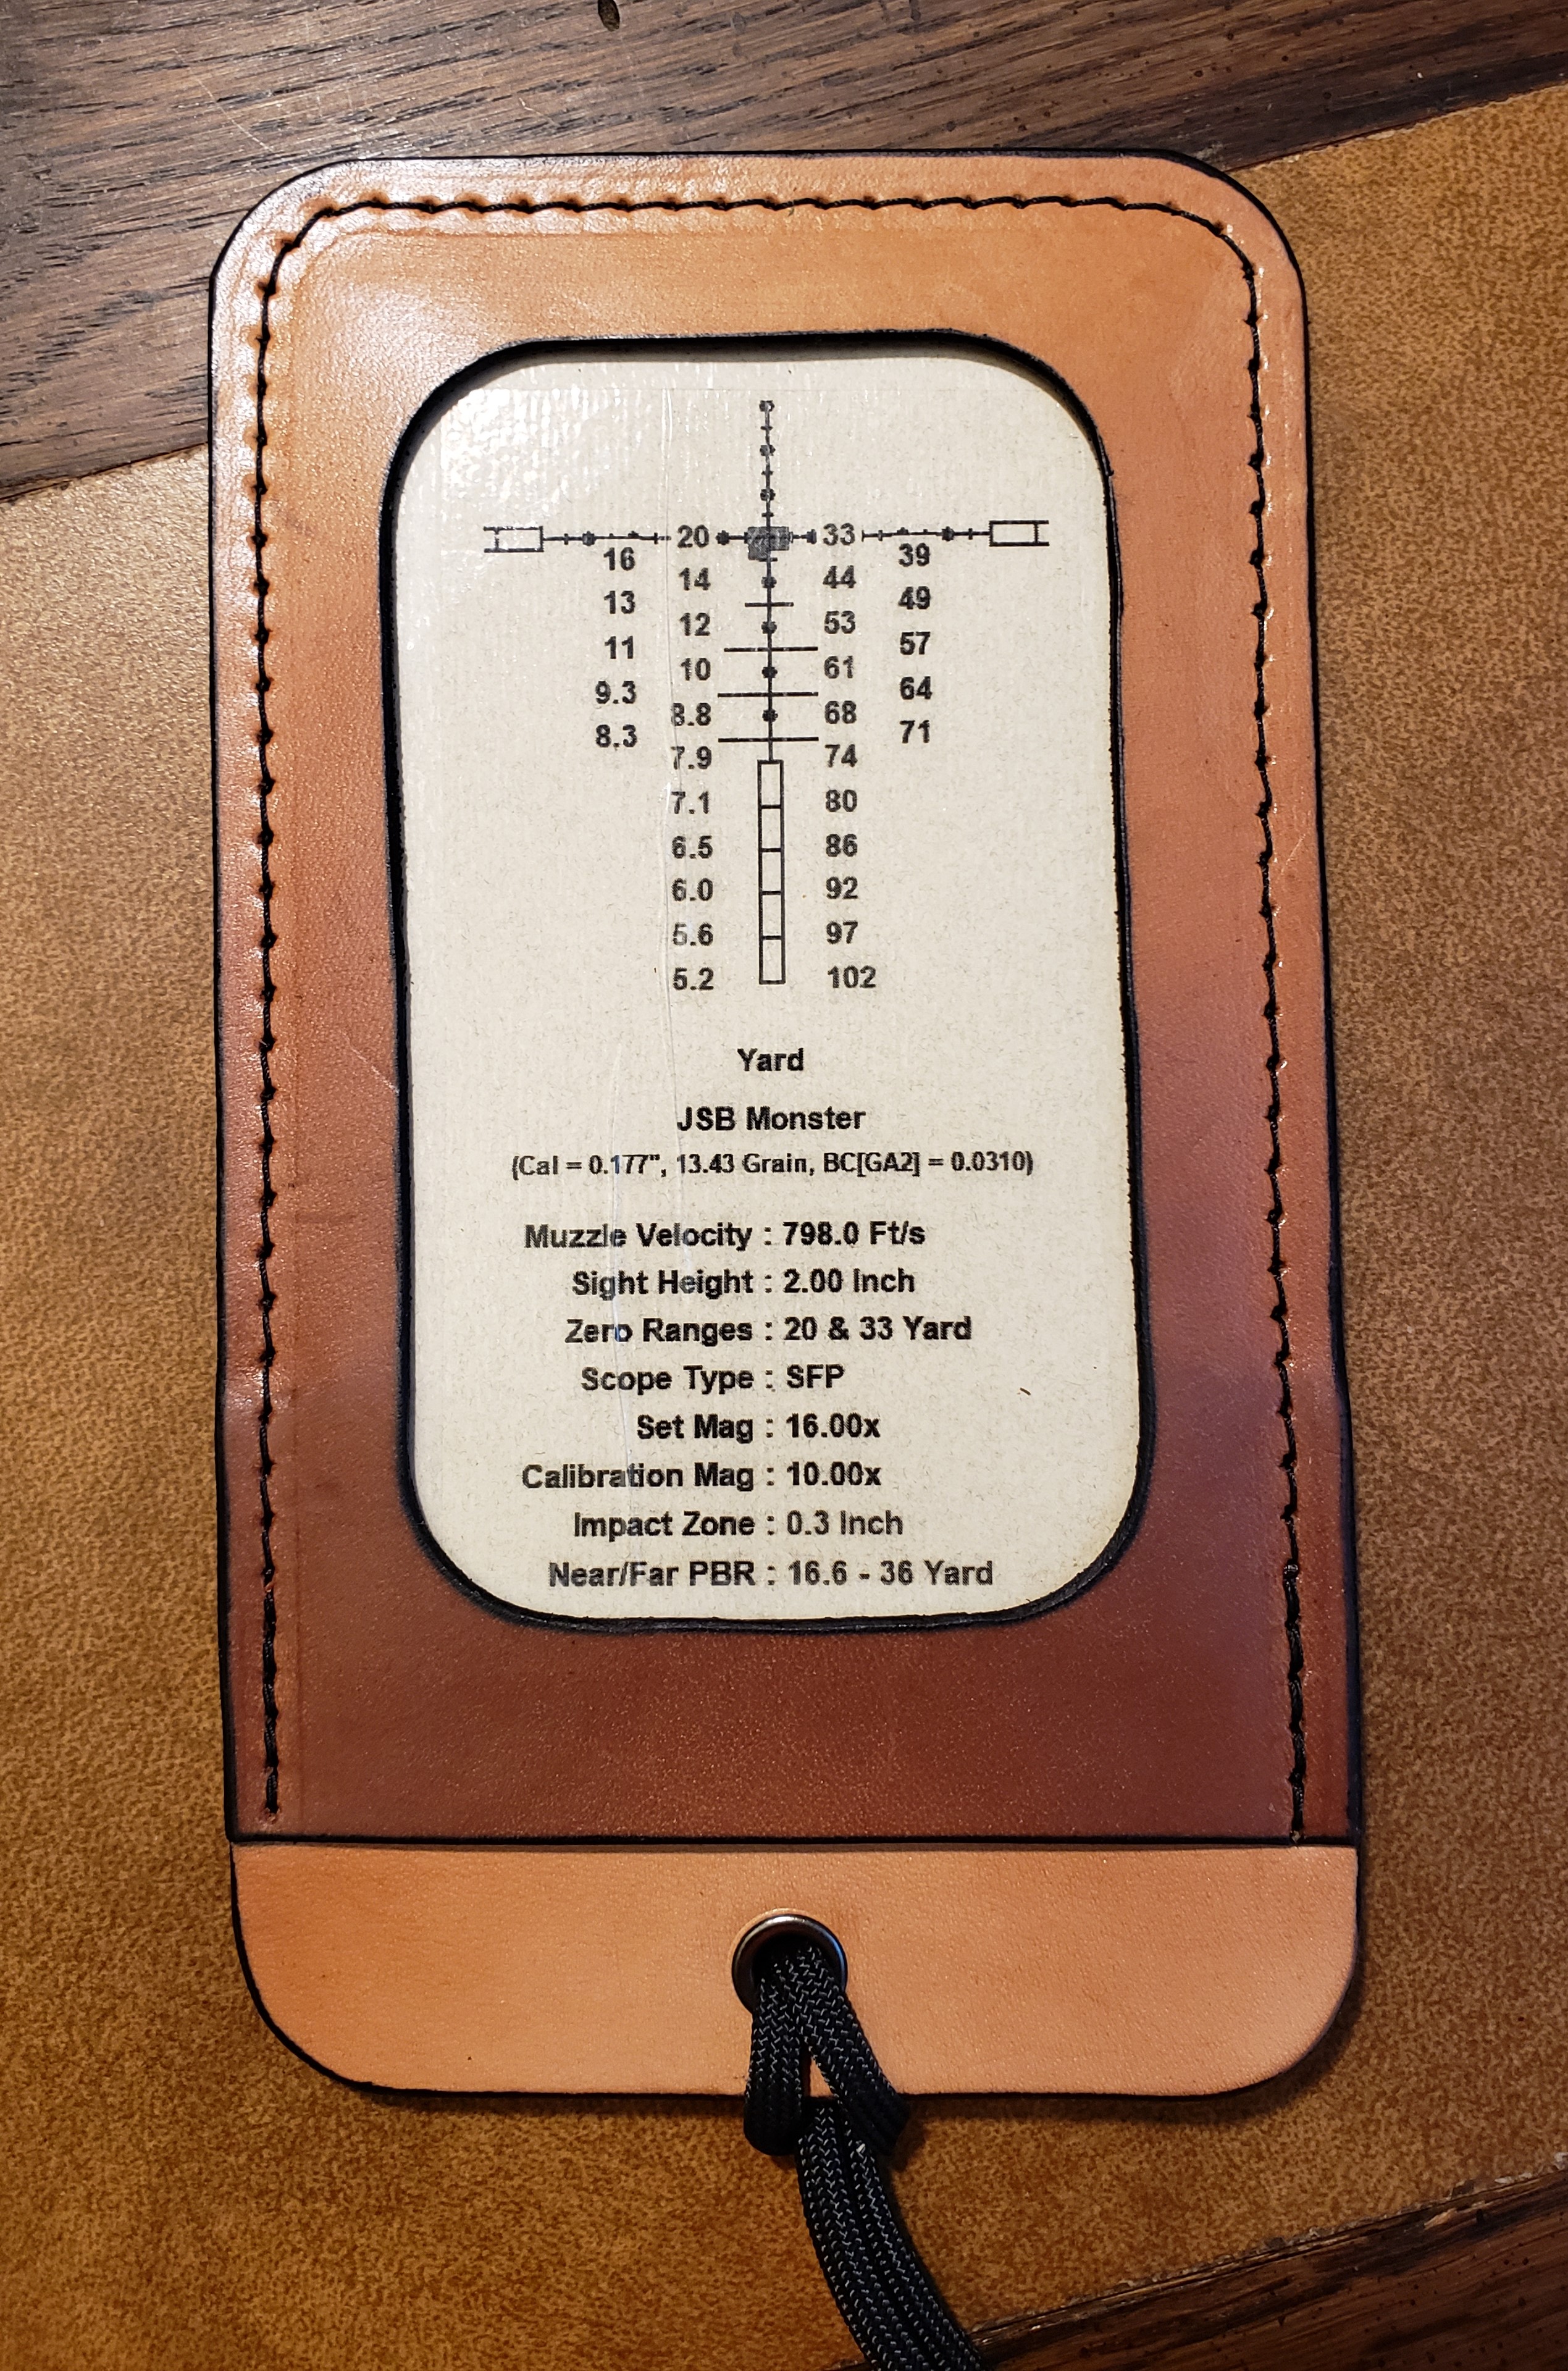 20 33
16 39
14 44
13 49
12 53
11 57
10 61
9.3 64
8.8 68
8.3 71
7.9 74
7.1 80
6.5 86
6.0 92
5.6 97
5.2 102
Yard
JSB Monster
(Cal = 0.177", 13.43 Grain, BC[GA2] = 0.0310)
Muzzle Velocity : 798.0 Ft/s
Sight Height : 2.00 Inch
Zero Ranges : 20 & 33 Yard
Scope Type : SFP
Set Mag : 16.00x
Calibration Mag : 10.00x
Impact Zone : 0.3 Inch
Near/Far PBR : 16.6 - 36 Yard